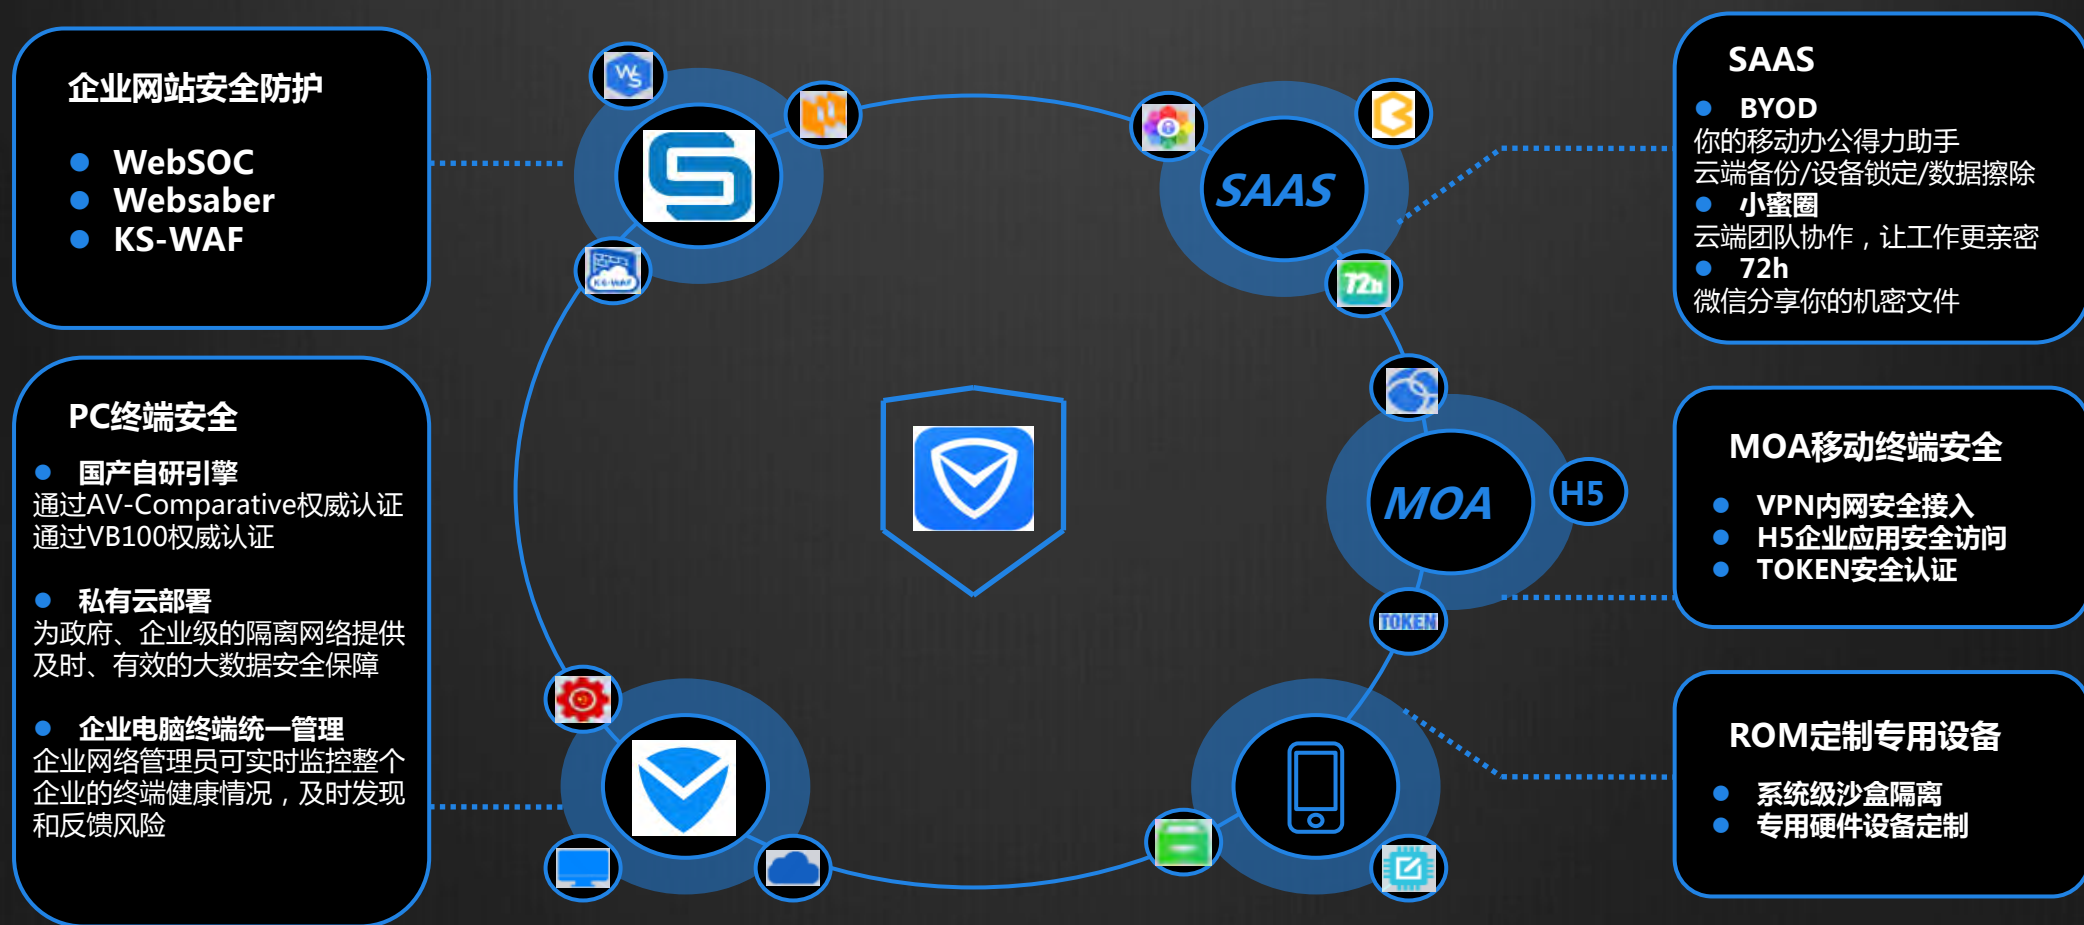 企业网站安全防护
WebSOC
Websaber
KS-WAF
PC终端安全
国产自研引擎
通过AV-Comparative权威认证
通过VB100权威认证
私有云部署
为政府、企业级的隔离网络提供
及时、有效的大数据安全保障
企业电脑终端统一管理
企业网络管理员可实时监控整个
企业的终端健康情况，及时发现
和反馈风险
WS
KS-WAF
SAAS
72h
MOA
H5
TOKEN
SAAS
BYOD
你的移动办公得力助手
云端备份/设备锁定/数据擦除
小蜜圈
云端团队协作，让工作更亲密
72h
微信分享你的机密文件
MOA移动终端安全
VPN内网安全接入
H5企业应用安全访问
TOKEN安全认证
ROM定制专用设备
系统级沙盒隔离
专用硬件设备定制